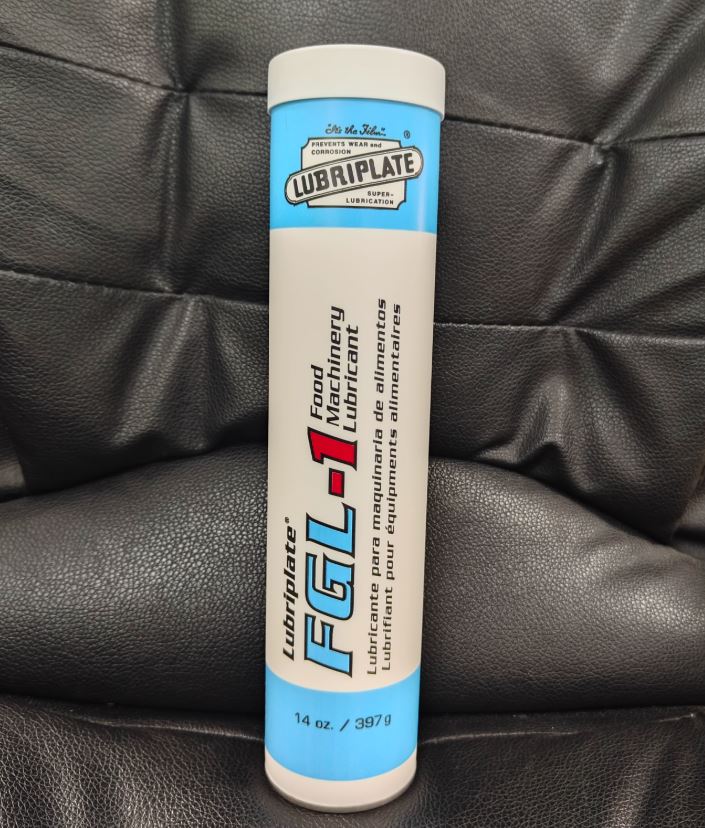 "It's the Film"
PREVENTS WEAR and
CORROSION
LUBRIPLATE
®
SUPER-
LUBRICATION
Lubriplate®
FGL-1
Food
Machinery
Lubricant
Lubricante para maquinaria de alimentos
Lubrifiant pour équipments alimentaires
14 oz. / 397g